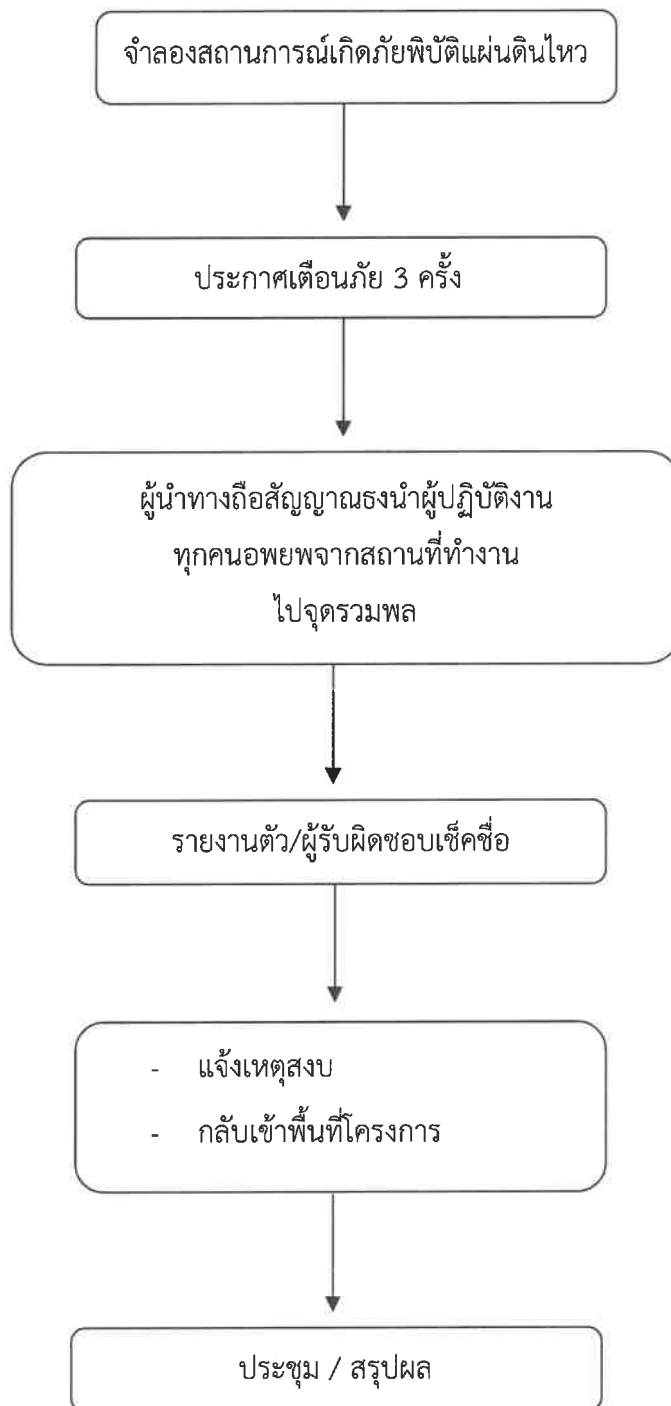 จำลองสถานการณ์เกิดภัยพิบัติแผ่นดินไหว
ประกาศเตือนภัย 3 ครั้ง
ผู้นำทางถือสัญญาณธงนำผู้ปฏิบัติงาน
ทุกคนอพยพจากสถานที่ทำงาน
ไปจุดรวมพล
รายงานตัว/ผู้รับผิดชอบเช็คชื่อ
- แจ้งเหตุสงบ
- กลับเข้าพื้นที่โครงการ
ประชุม / สรุปผล